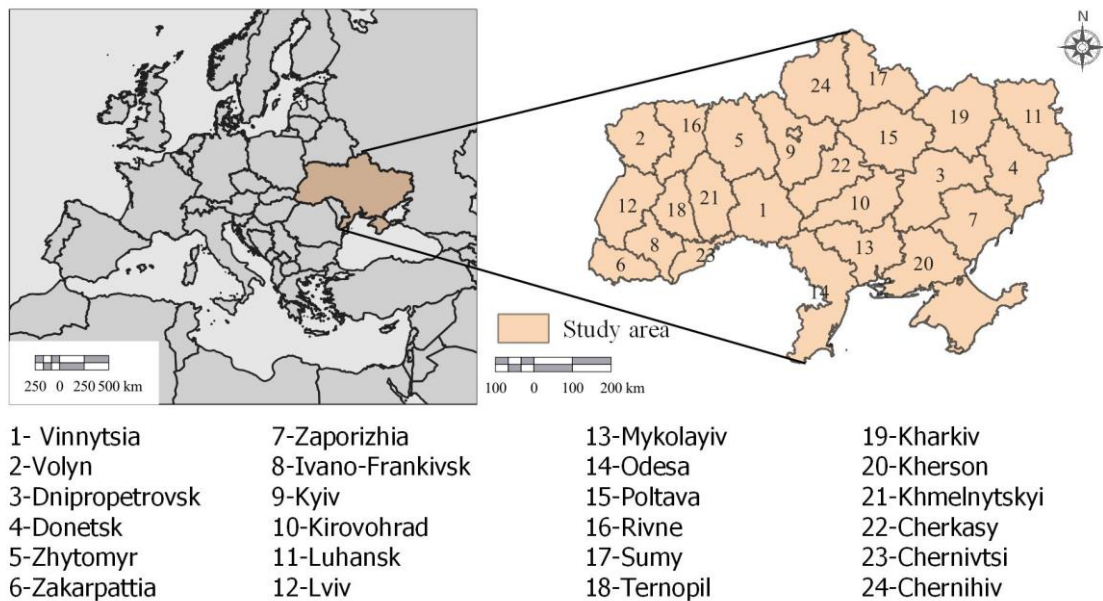 N
24
17
16
2
5
9
15
19
11
22
3
4
12
18
21
1
10
7
8
23
13
6
20
14
Study area
250 0 250 500 km
100 0 100 200 km
1- Vinnytsia
2-Volyn
3-Dnipropetrovsk
4-Donetsk
5-Zhytomyr
6-Zakarpattia
7-Zaporizhia
8-Ivano-Frankivsk
9-Kyiv
10-Kirovohrad
11-Luhansk
12-Lviv
13-Mykolayiv
14-Odesa
15-Poltava
16-Rivne
17-Sumy
18-Ternopil
19-Kharkiv
20-Kherson
21-Khmelnytskyi
22-Cherkasy
23-Chernivtsi
24-Chernihiv